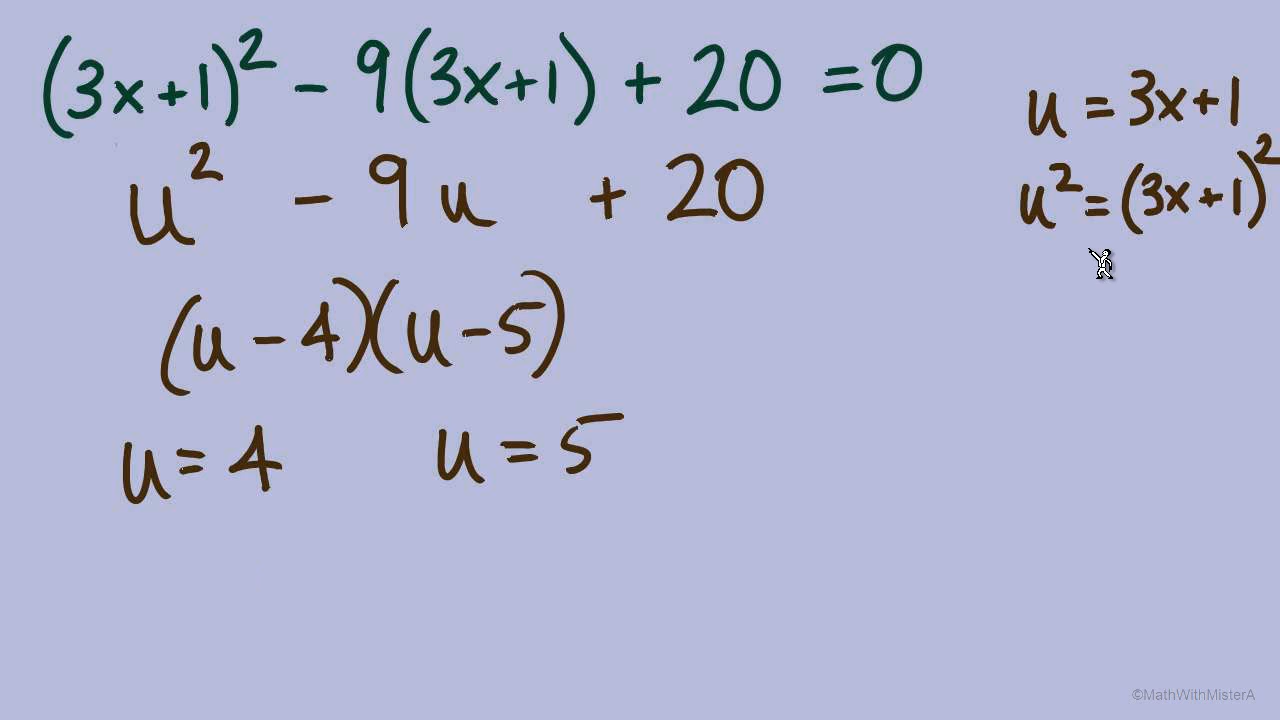 (3x+1)² - 9(3x+1) + 20 = 0
u = 3x+1
u² - 9u + 20
u² = (3x+1)²
(u - 4)(u - 5)
u = 4 u = 5
©MathWithMisterA